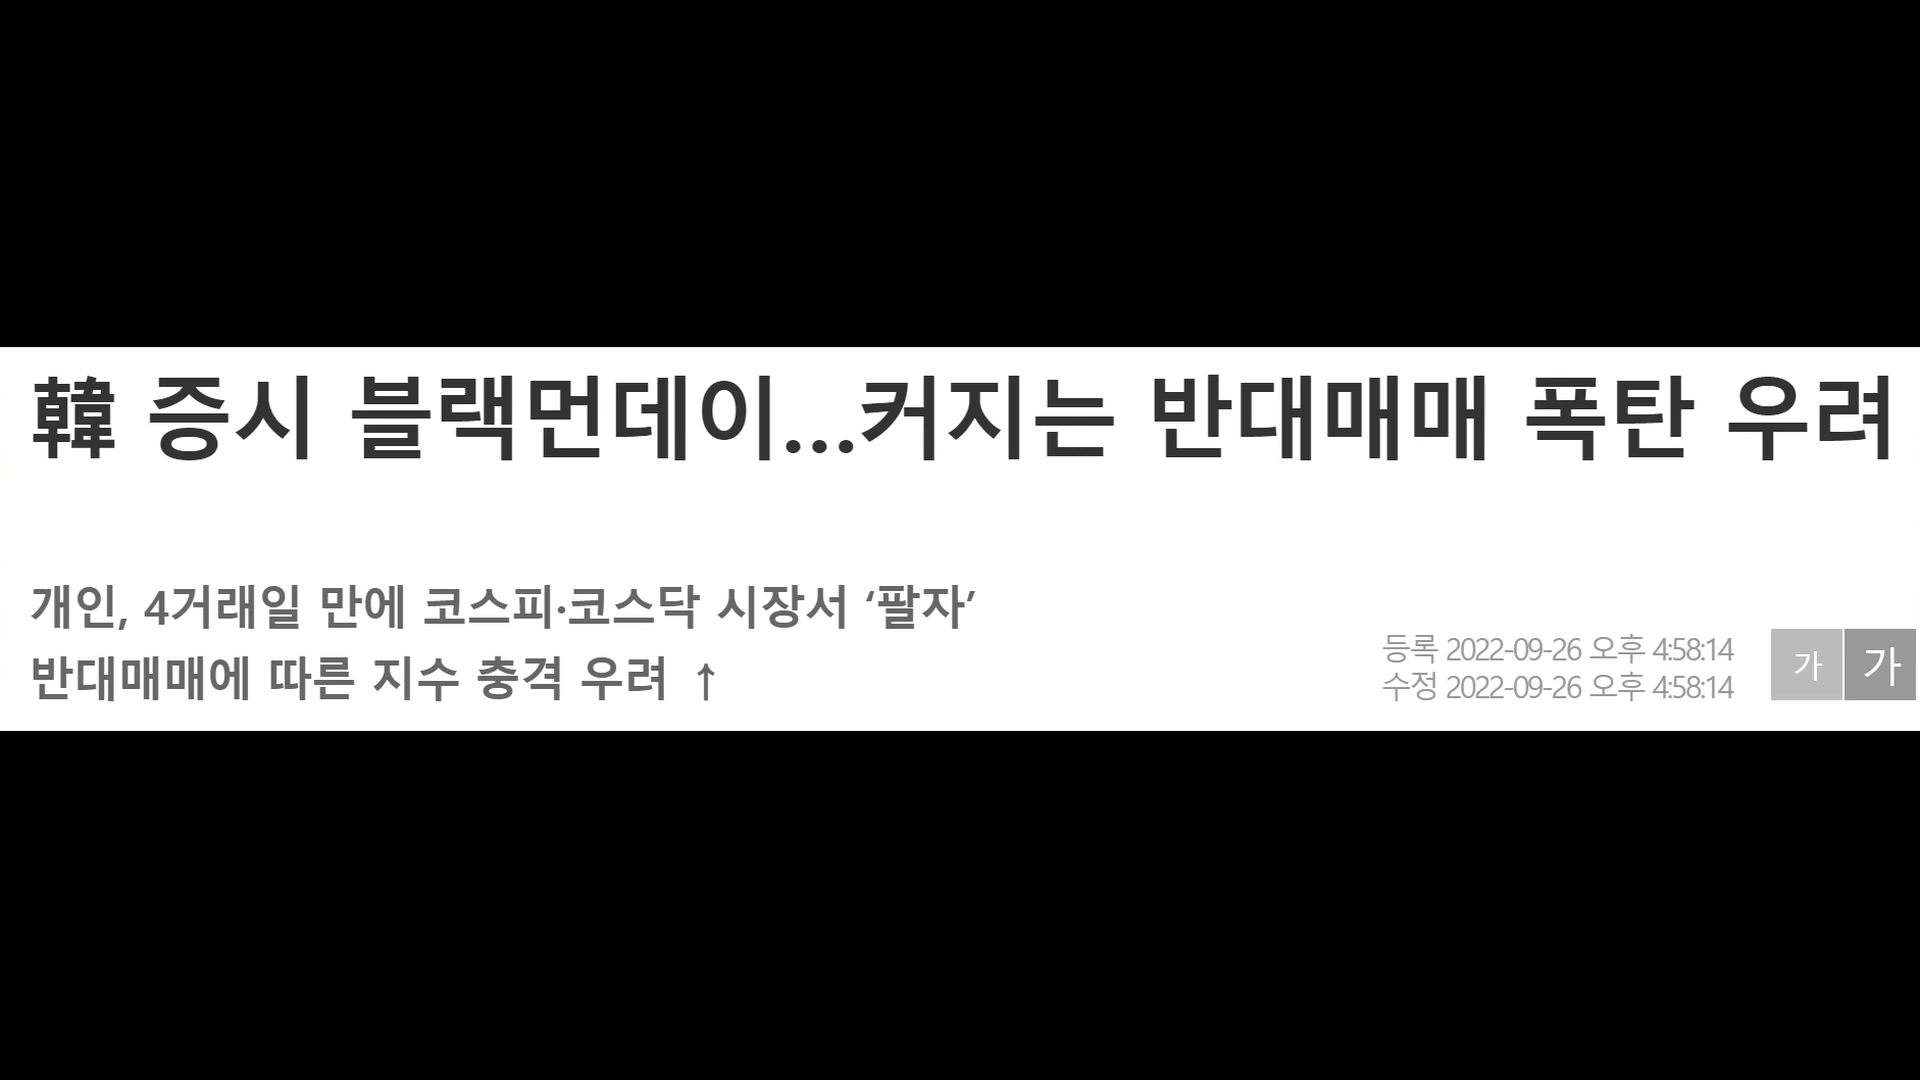 韓 증시 블랙먼데이…커지는 반대매매 폭탄 우려
개인, 4거래일 만에 코스피·코스닥 시장서 ‘팔자’
반대매매에 따른 지수 충격 우려 ↑
등록 2022-09-26 오후 4:58:14
수정 2022-09-26 오후 4:58:14
가 가